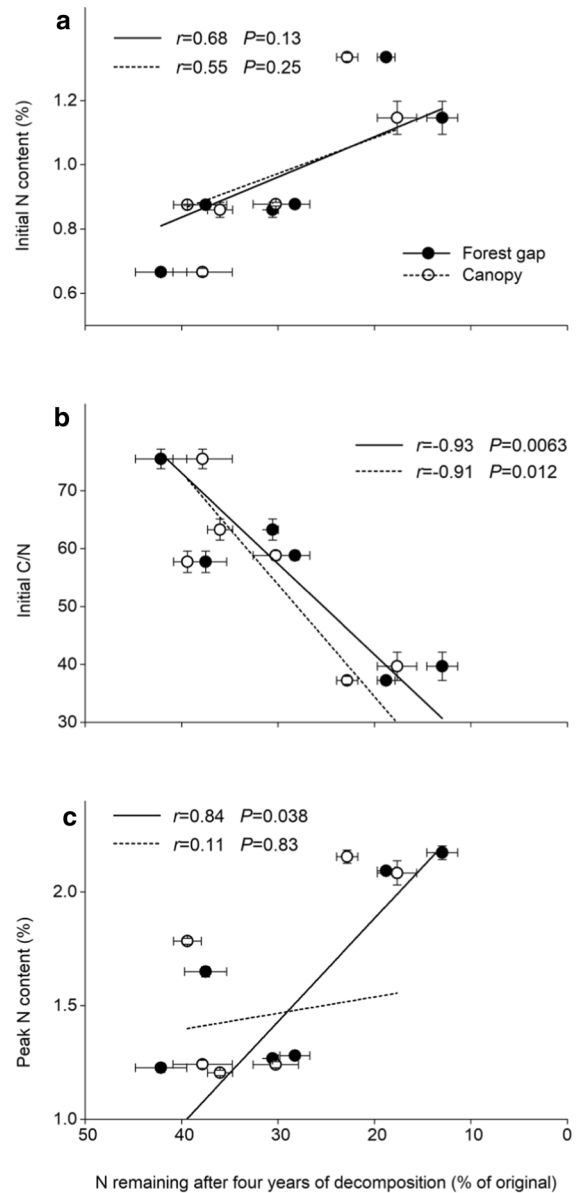 a
r=0.68 P=0.13
r=0.55 P=0.25
1.2
1.0
0.8
0.6
Initial N content (%)
Forest gap
Canopy
b
r=-0.93 P=0.0063
r=-0.91 P=0.012
70
60
50
40
30
Initial C/N
c
r=0.84 P=0.038
r=0.11 P=0.83
2.0
1.5
1.0
Peak N content (%)
50 40 30 20 10 0
N remaining after four years of decomposition (% of original)